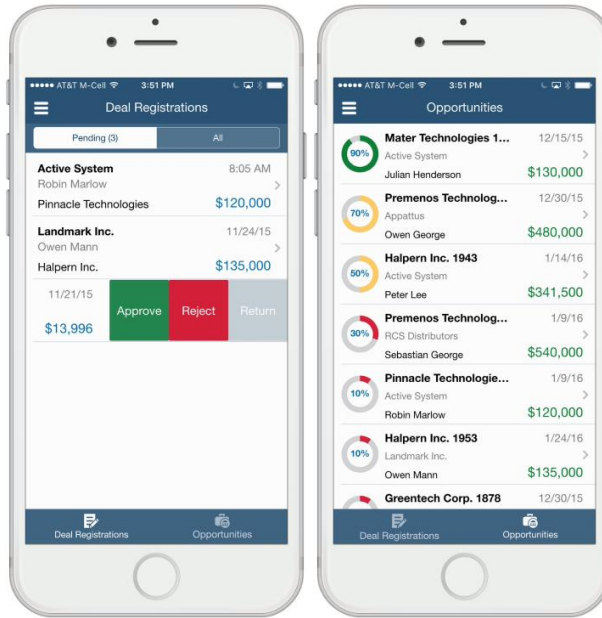 AT&T M-Cell 3:51 PM
Deal Registrations
Pending (3) All
Active System 8:05 AM
Robin Marlow
Pinnacle Technologies $120,000
Landmark Inc. 11/24/15
Owen Mann
Halpern Inc. $135,000
11/21/15
Approve Reject Return
$13,996
Deal Registrations Opportunities
AT&T M-Cell 3:51 PM
Opportunities
Mater Technologies 1... 12/15/15
90% Active System
Julian Henderson $130,000
Premenos Technolog... 12/30/15
70% Appattus
Owen George $480,000
Halpern Inc. 1943 1/14/16
50% Active System
Peter Lee $341,500
Premenos Technolog... 1/9/16
30% RCS Distributors
Sebastian George $540,000
Pinnacle Technologie... 1/9/16
10% Active System
Robin Marlow $120,000
Halpern Inc. 1953 1/24/16
10% Landmark Inc.
Owen Mann $135,000
Greentech Corp. 1878 12/30/15
Deal Registrations Opportunities